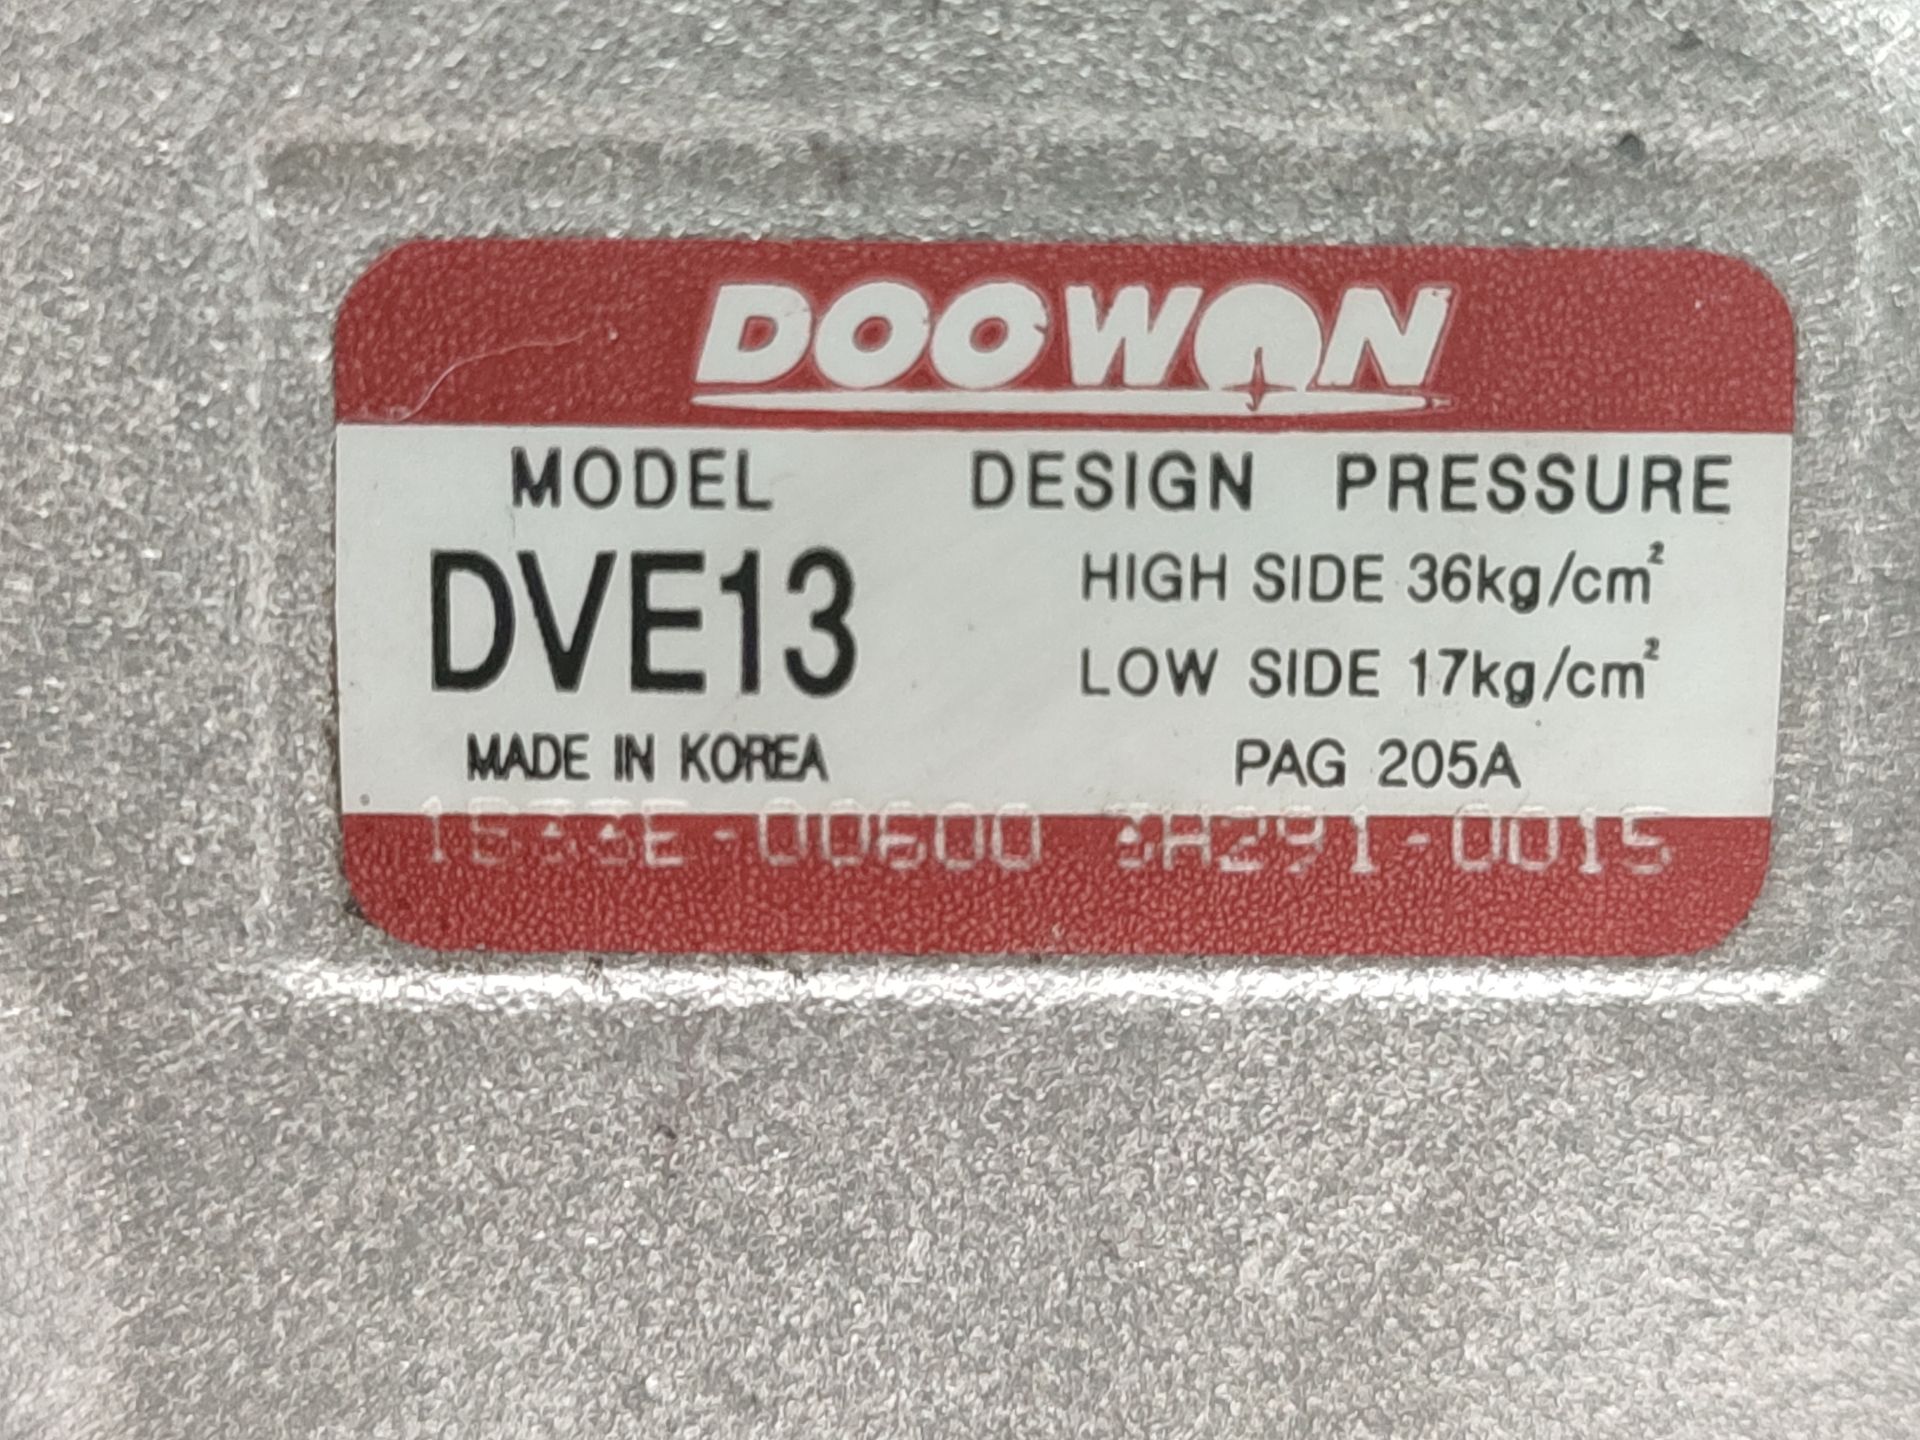 DOOWON
MODEL
DVE13
MADE IN KOREA
DESIGN PRESSURE
HIGH SIDE 36kg/cm²
LOW SIDE 17kg/cm²
PAG 205A